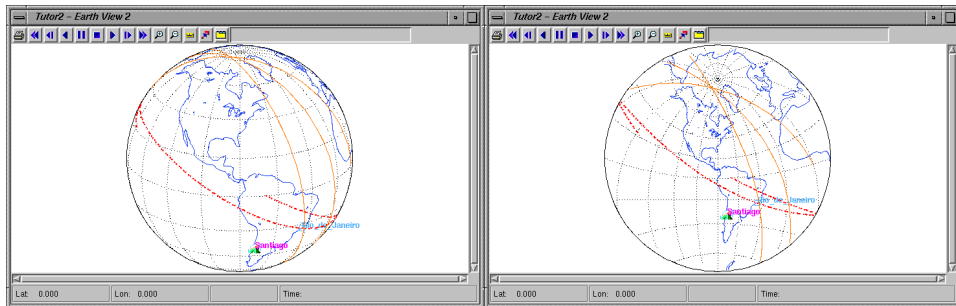 Tutor2 – Earth View 2
Rio de Janeiro
Santiago
Lat: 0.000 Lon: 0.000 Time:
Tutor2 – Earth View 2
Rio de Janeiro
Santiago
Lat: 0.000 Lon: 0.000 Time: